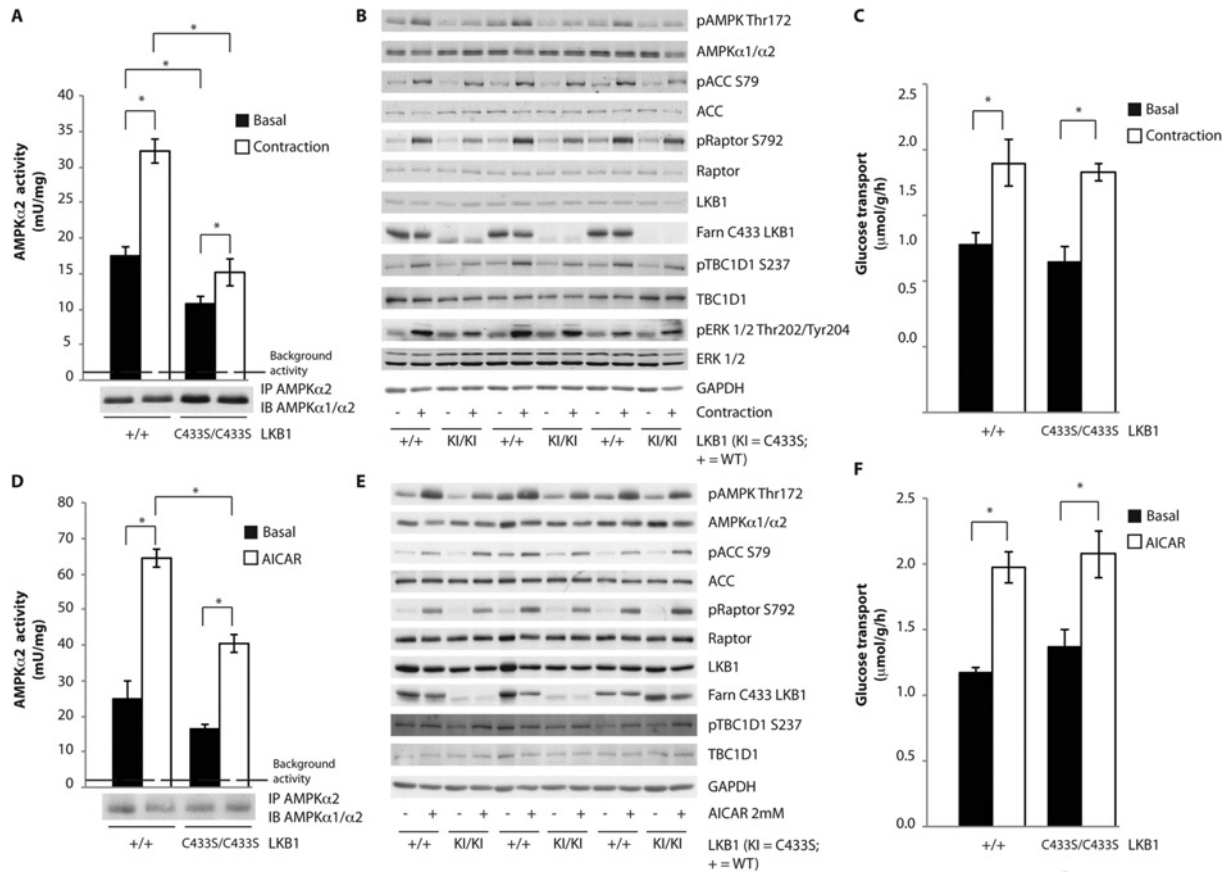 A
*
*
*
*
40
35
30
25
20
15
10
5
0
AMPKα2 activity
(mU/mg)
Basal
Contraction
Background
activity
IP AMPKα2
IB AMPKα1/α2
+/+ C433S/C433S LKB1
B
pAMPK Thr172
AMPKα1/α2
pACC S79
ACC
pRaptor S792
Raptor
LKB1
Farn C433 LKB1
pTBC1D1 S237
TBC1D1
pERK 1/2 Thr202/Tyr204
ERK 1/2
GAPDH
- + - + - + - + - + - + Contraction
+/+ KI/KI +/+ KI/KI +/+ KI/KI LKB1 (KI = C433S;
+ = WT)
C
2.5
2.0
1.5
1.0
0.5
0.0
Glucose transport
(μmol/g/h)
* *
Basal
Contraction
+/+ C433S/C433S LKB1
D
*
*
*
80
70
60
50
40
30
20
10
0
AMPKα2 activity
(mU/mg)
Basal
AICAR
Background
activity
IP AMPKα2
IB AMPKα1/α2
+/+ C433S/C433S LKB1
E
pAMPK Thr172
AMPKα1/α2
pACC S79
ACC
pRaptor S792
Raptor
LKB1
Farn C433 LKB1
pTBC1D1 S237
TBC1D1
GAPDH
- + - + - + - + - + - + AICAR 2mM
+/+ KI/KI +/+ KI/KI +/+ KI/KI LKB1 (KI = C433S;
+ = WT)
F
2.5
2.0
1.5
1.0
0.5
0.0
Glucose transport
(μmol/g/h)
* *
Basal
AICAR
+/+ C433S/C433S LKB1